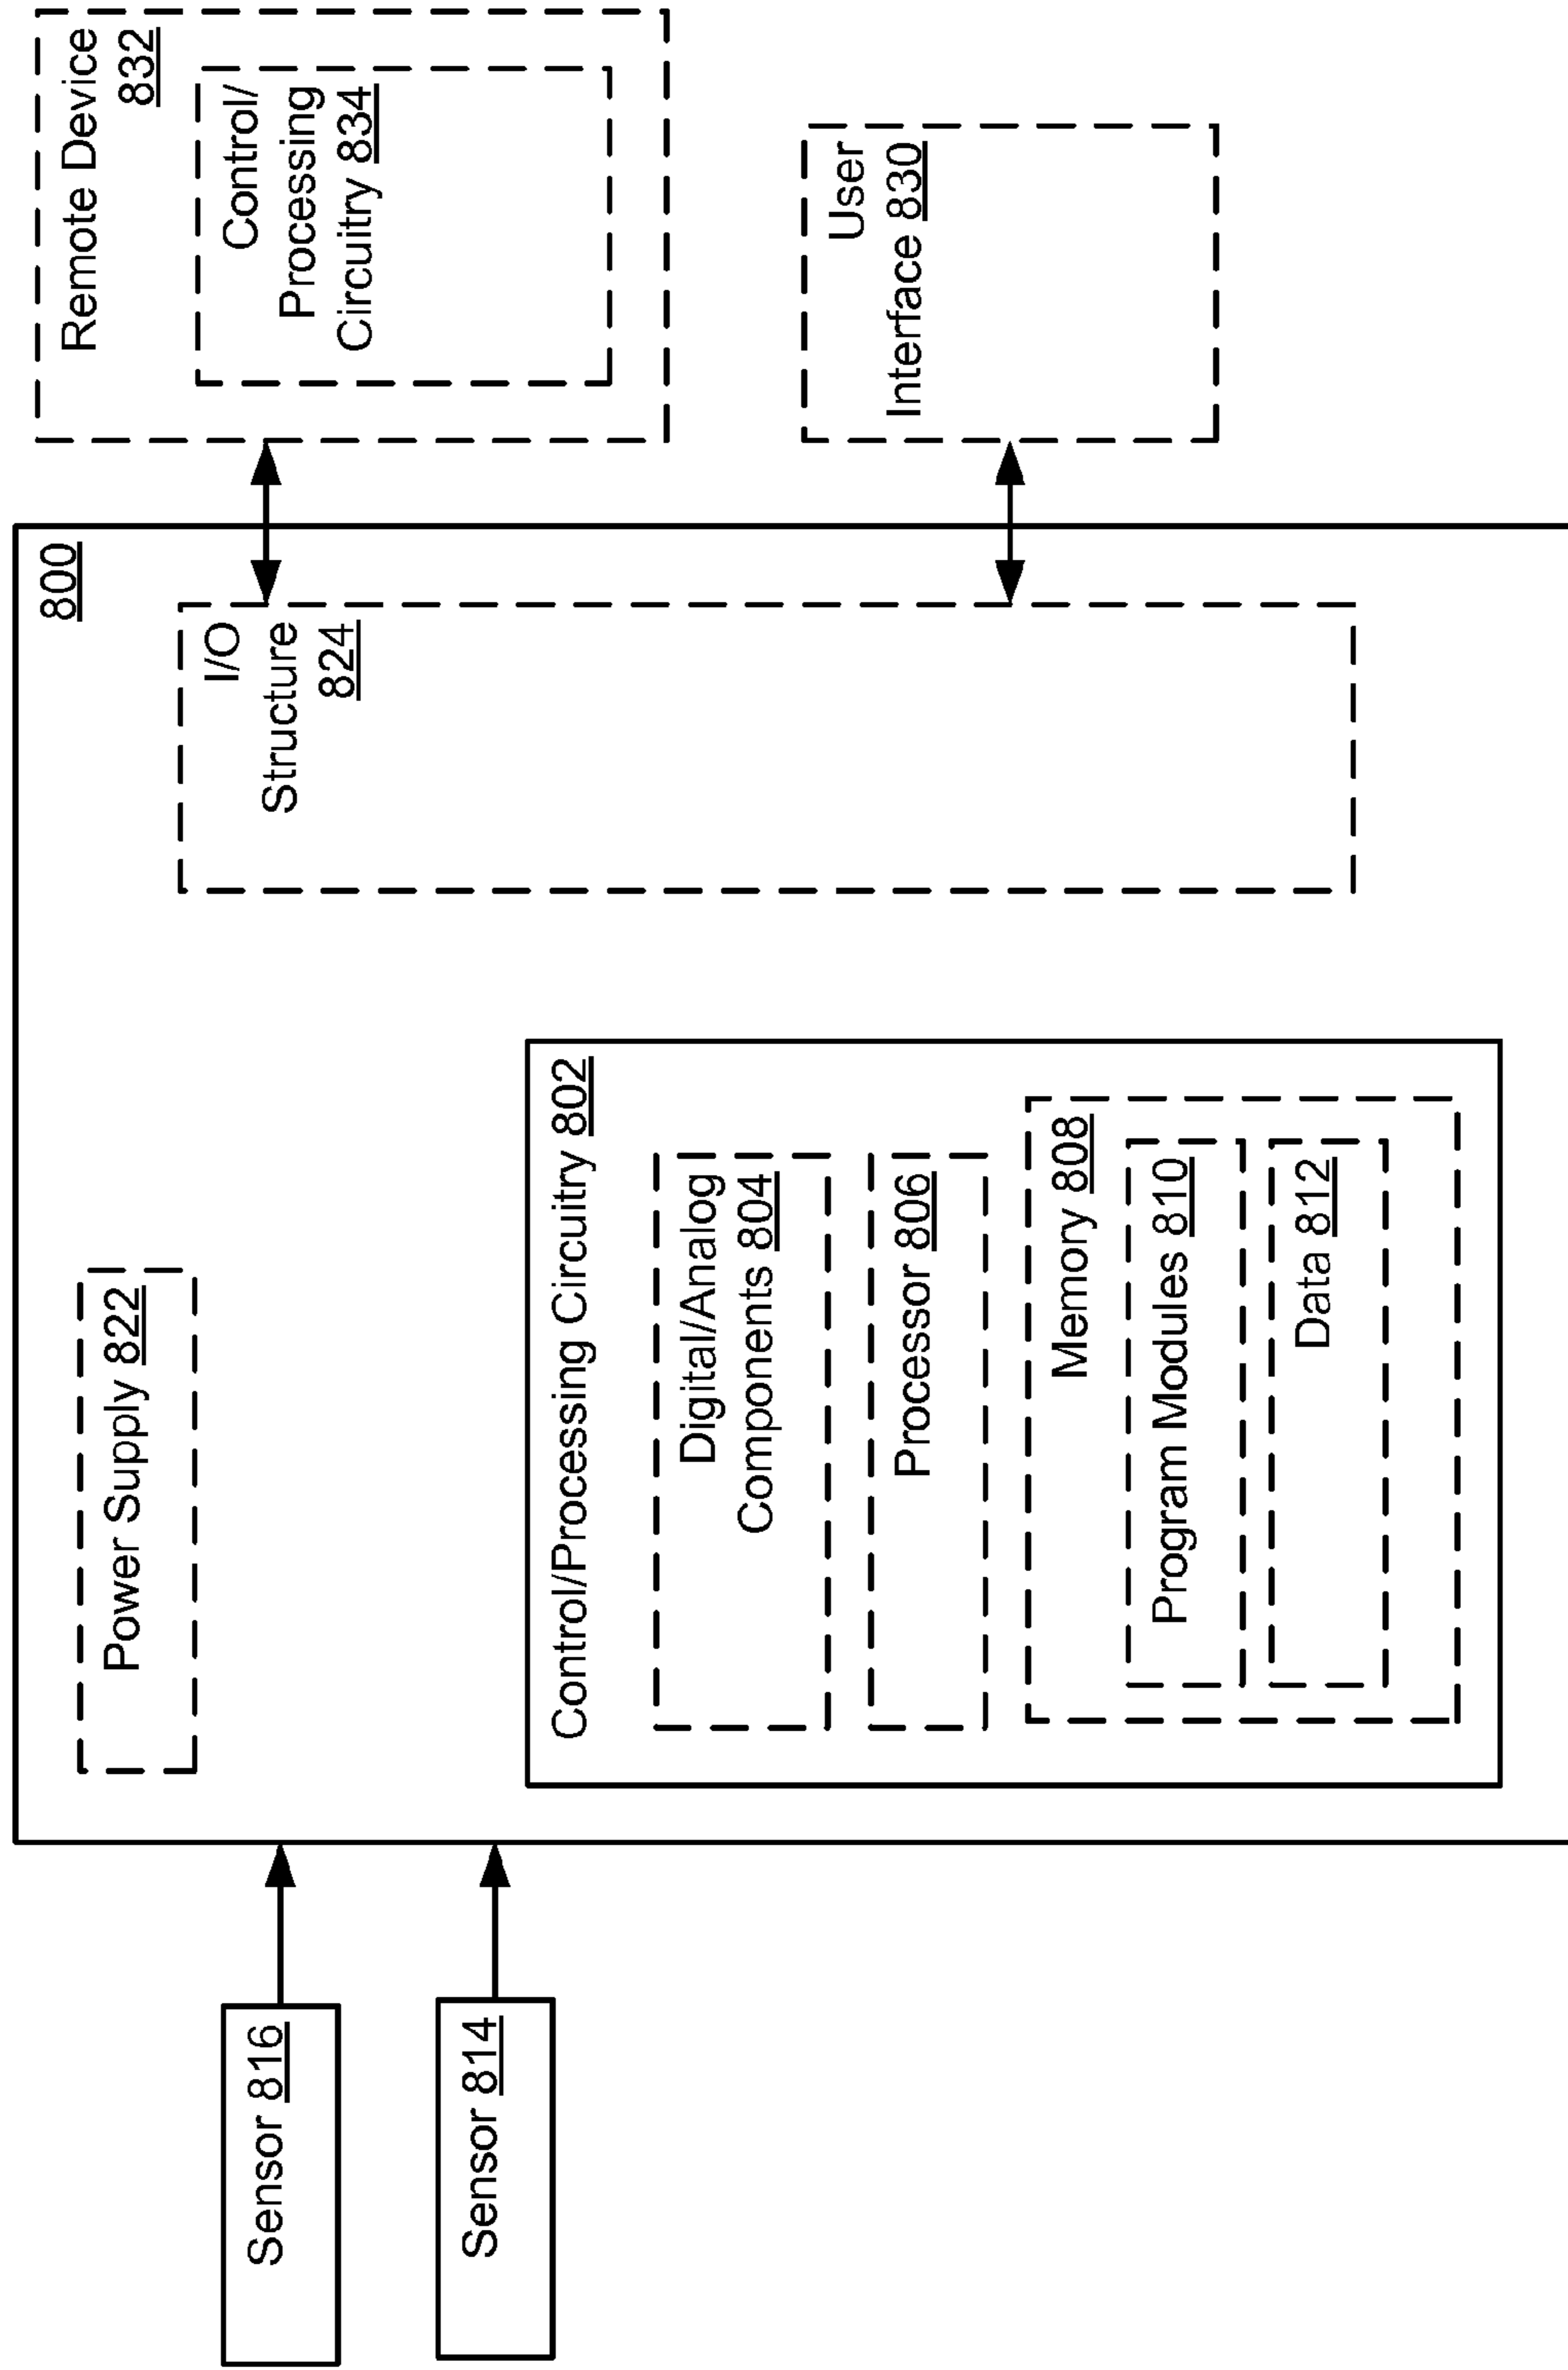 800
Sensor 816
Sensor 814
Power Supply 822
Control/Processing Circuitry 802
Digital/Analog
Components 804
Processor 806
Memory 808
Program Modules 810
Data 812
I/O
Structure
824
Remote Device
832
Control/
Processing
Circuitry 834
User
Interface 830